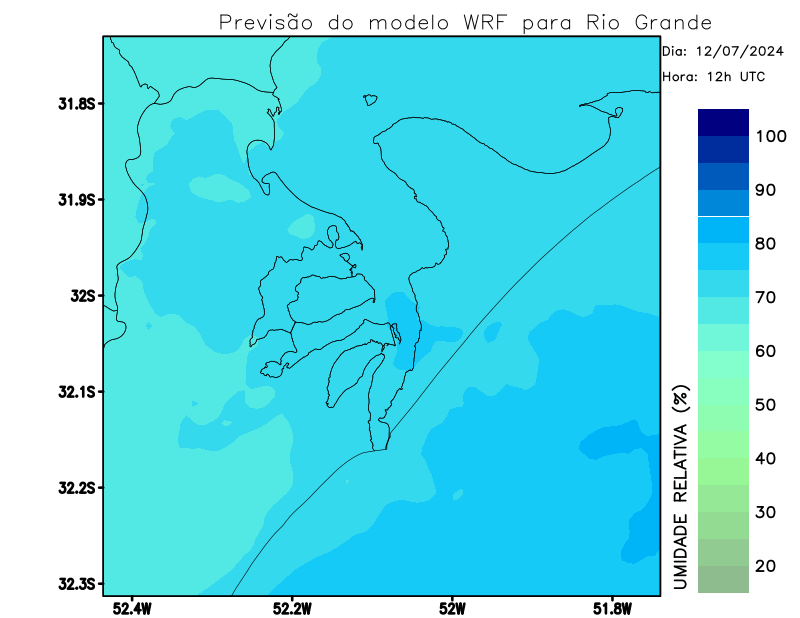 Previsão do modelo WRF para Rio Grande
Dia: 12/07/2024
Hora: 12h UTC
31.8S
31.9S
32S
32.1S
32.2S
32.3S
52.4W
52.2W
52W
51.8W
100
90
80
70
60
50
40
30
20
UMIDADE RELATIVA (%)